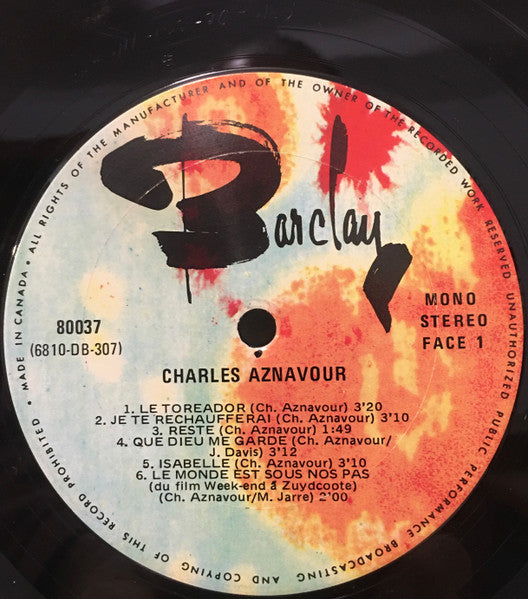 • MADE IN CANADA • ALL RIGHTS OF THE MANUFACTURER AND OF THE OWNER OF THE RECORDED WORK RESERVED UNAUTHORIZED PUBLIC PERFORMANCE BROADCASTING AND COPYING OF THIS RECORD PROHIBITED
Barclay
80037
(6810-DB-307)
MONO
STEREO
FACE 1
CHARLES AZNAVOUR
1. LE TOREADOR (Ch. Aznavour) 3'20
2. JE TE RECHAUFFERAI (Ch. Aznavour) 3'10
3. RESTE (Ch. Aznavour) 1:49
4. QUE DIEU ME GARDE (Ch. Aznavour/
J. Davis) 3'12
5. ISABELLE (Ch. Aznavour) 3'10
6. LE MONDE EST SOUS NOS PAS
(du film Week-end à Zuydcoote)
(Ch. Aznavour/M. Jarre) 2'00